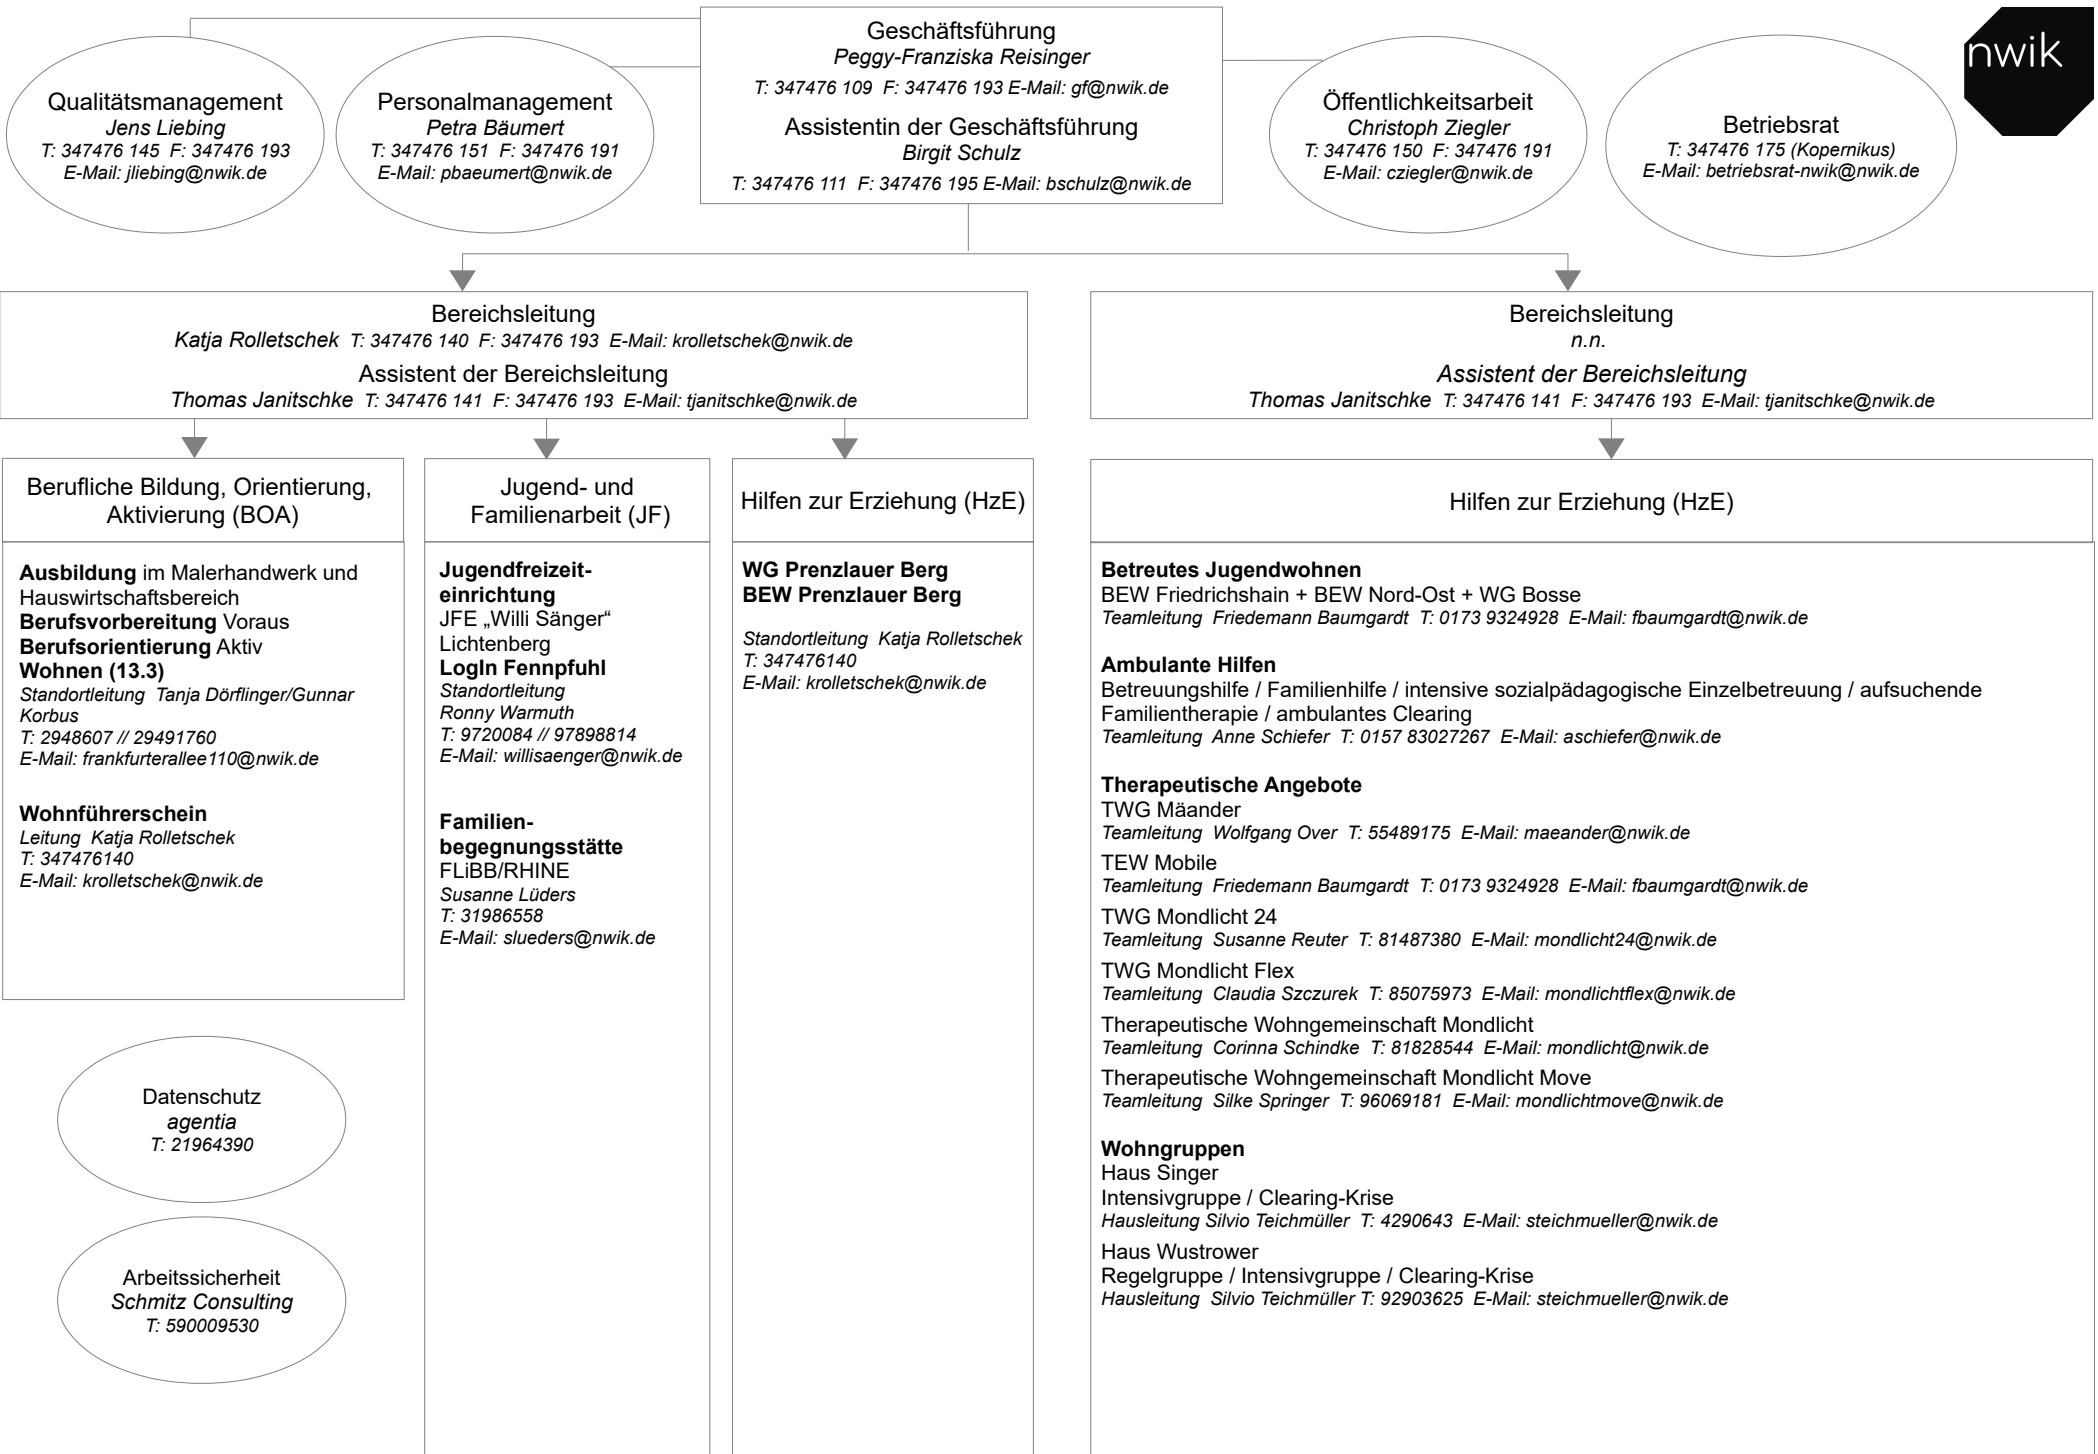 Geschäftsführung
Peggy-Franziska Reisinger
T: 347476 109 F: 347476 193 E-Mail: gf@nwik.de
Assistentin der Geschäftsführung
Birgit Schulz
T: 347476 111 F: 347476 195 E-Mail: bschulz@nwik.de
Qualitätsmanagement
Jens Liebing
T: 347476 145 F: 347476 193
E-Mail: jliebing@nwik.de
Personalmanagement
Petra Bäumert
T: 347476 151 F: 347476 191
E-Mail: pbaeumert@nwik.de
Öffentlichkeitsarbeit
Christoph Ziegler
T: 347476 150 F: 347476 191
E-Mail: cziegler@nwik.de
Betriebsrat
T: 347476 175 (Kopernikus)
E-Mail: betriebsrat-nwik@nwik.de
nwik
Bereichsleitung
Katja Rolletschek T: 347476 140 F: 347476 193 E-Mail: krolletschek@nwik.de
Assistent der Bereichsleitung
Thomas Janitschke T: 347476 141 F: 347476 193 E-Mail: tjanitschke@nwik.de
Bereichsleitung
n.n.
Assistent der Bereichsleitung
Thomas Janitschke T: 347476 141 F: 347476 193 E-Mail: tjanitschke@nwik.de
Berufliche Bildung, Orientierung,
Aktivierung (BOA)
Ausbildung im Malerhandwerk und
Hauswirtschaftsbereich
Berufsvorbereitung Voraus
Berufsorientierung Aktiv
Wohnen (13.3)
Standortleitung Tanja Dörflinger/Gunnar
Korbus
T: 2948607 // 29491760
E-Mail: frankfurterallee110@nwik.de
Wohnführerschein
Leitung Katja Rolletschek
T: 347476140
E-Mail: krolletschek@nwik.de
Jugend- und
Familienarbeit (JF)
Jugendfreizeit-
einrichtung
JFE „Willi Sänger“
Lichtenberg
LogIn Fennpfuhl
Standortleitung
Ronny Warmuth
T: 9720084 // 97898814
E-Mail: willisaenger@nwik.de
Familien-
begegnungsstätte
FLiBB/RHINE
Susanne Lüders
T: 31986558
E-Mail: slueders@nwik.de
Hilfen zur Erziehung (HzE)
WG Prenzlauer Berg
BEW Prenzlauer Berg
Standortleitung Katja Rolletschek
T: 347476140
E-Mail: krolletschek@nwik.de
Hilfen zur Erziehung (HzE)
Betreutes Jugendwohnen
BEW Friedrichshain + BEW Nord-Ost + WG Bosse
Teamleitung Friedemann Baumgardt T: 0173 9324928 E-Mail: fbaumgardt@nwik.de
Ambulante Hilfen
Betreuungshilfe / Familienhilfe / intensive sozialpädagogische Einzelbetreuung / aufsuchende
Familientherapie / ambulantes Clearing
Teamleitung Anne Schiefer T: 0157 83027267 E-Mail: aschiefer@nwik.de
Therapeutische Angebote
TWG Mäander
Teamleitung Wolfgang Over T: 55489175 E-Mail: maeander@nwik.de
TEW Mobile
Teamleitung Friedemann Baumgardt T: 0173 9324928 E-Mail: fbaumgardt@nwik.de
TWG Mondlicht 24
Teamleitung Susanne Reuter T: 81487380 E-Mail: mondlicht24@nwik.de
TWG Mondlicht Flex
Teamleitung Claudia Szczurek T: 85075973 E-Mail: mondlichtflex@nwik.de
Therapeutische Wohngemeinschaft Mondlicht
Teamleitung Corinna Schindke T: 81828544 E-Mail: mondlicht@nwik.de
Therapeutische Wohngemeinschaft Mondlicht Move
Teamleitung Silke Springer T: 96069181 E-Mail: mondlichtmove@nwik.de
Wohngruppen
Haus Singer
Intensivgruppe / Clearing-Krise
Hausleitung Silvio Teichmüller T: 4290643 E-Mail: steichmueller@nwik.de
Haus Wustrower
Regelgruppe / Intensivgruppe / Clearing-Krise
Hausleitung Silvio Teichmüller T: 92903625 E-Mail: steichmueller@nwik.de
Datenschutz
agentia
T: 21964390
Arbeitssicherheit
Schmitz Consulting
T: 590009530